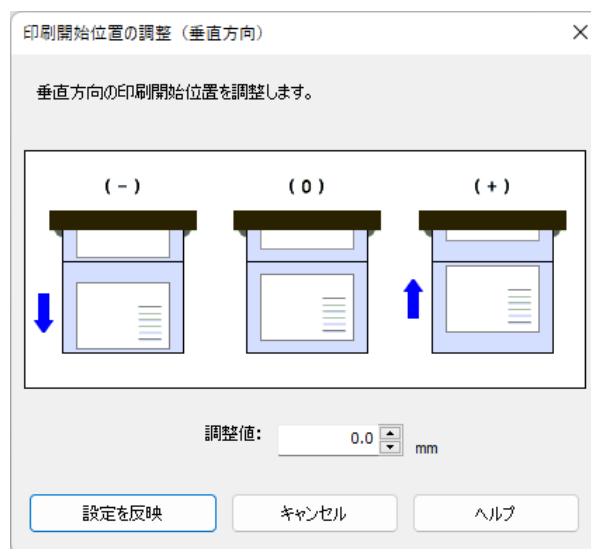 印刷開始位置の調整（垂直方向）
垂直方向の印刷開始位置を調整します。
( - ) ( 0 ) ( + )
調整値： 0.0 mm
設定を反映 キャンセル ヘルプ